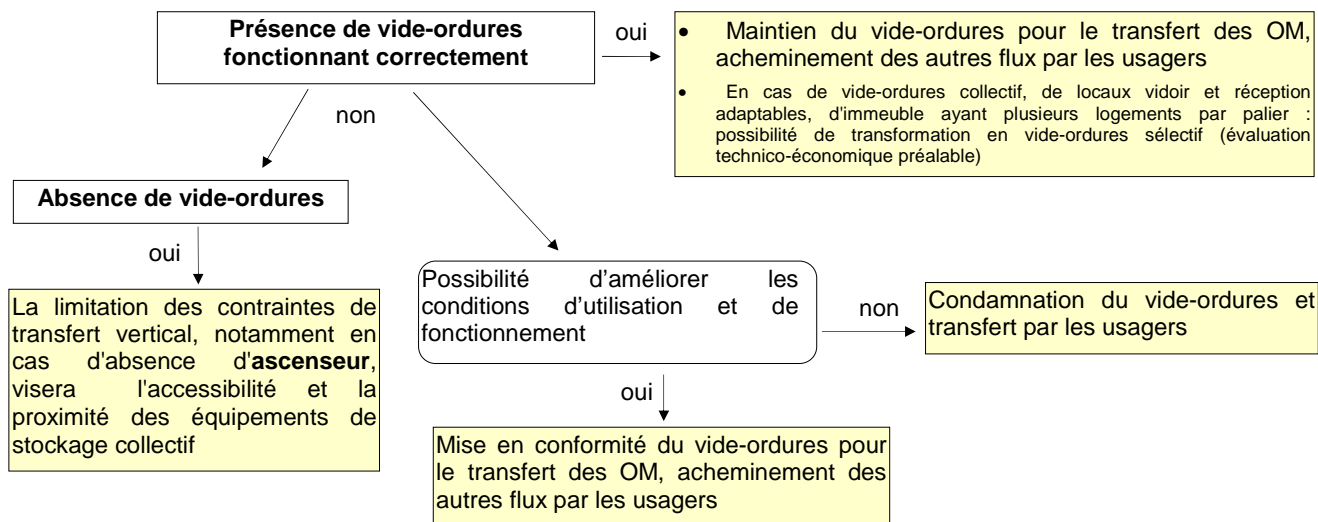 Présence de vide-ordures
fonctionnant correctement
oui
• Maintien du vide-ordures pour le transfert des OM,
acheminement des autres flux par les usagers
• En cas de vide-ordures collectif, de locaux vidoir et réception
adaptables, d'immeuble ayant plusieurs logements par palier :
possibilité de transformation en vide-ordures sélectif (évaluation
technico-économique préalable)
non
Absence de vide-ordures
oui
La limitation des contraintes de
transfert vertical, notamment en
cas d'absence d'ascenseur,
visera l'accessibilité et la
proximité des équipements de
stockage collectif
Possibilité d’améliorer les
conditions d’utilisation et de
fonctionnement
non
Condamnation du vide-ordures et
transfert par les usagers
oui
Mise en conformité du vide-ordures pour
le transfert des OM, acheminement des
autres flux par les usagers